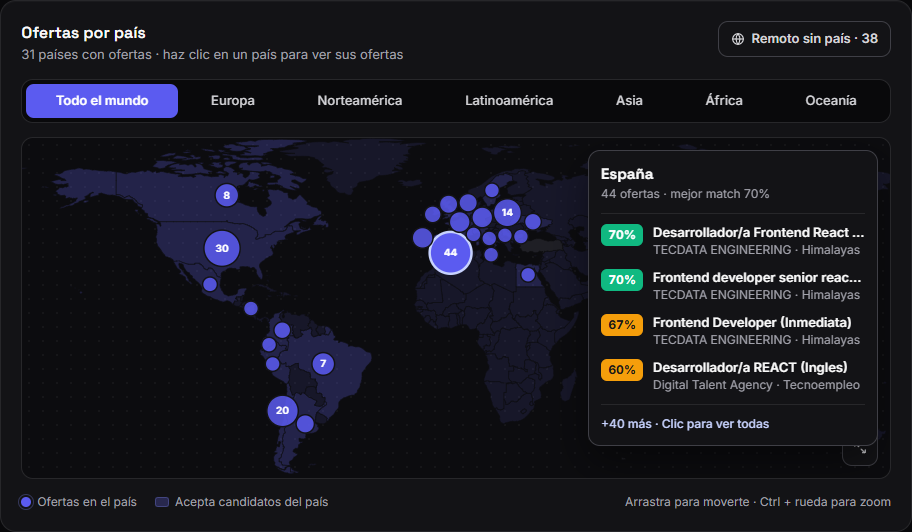 Ofertas por país
31 países con ofertas · haz clic en un país para ver sus ofertas
Remoto sin país · 38
Todo el mundo
Europa
Norteamérica
Latinoamérica
Asia
África
Oceanía
8
30
14
44
7
20
España
44 ofertas · mejor match 70%
70%
Desarrollador/a Frontend React ...
TECDATA ENGINEERING · Himalayas
70%
Frontend developer senior reac...
TECDATA ENGINEERING · Himalayas
67%
Frontend Developer (Inmediata)
TECDATA ENGINEERING · Himalayas
60%
Desarrollador/a REACT (Ingles)
Digital Talent Agency · Tecnoempleo
+40 más · Clic para ver todas
Ofertas en el país
Acepta candidatos del país
Arrastra para moverte · Ctrl + rueda para zoom